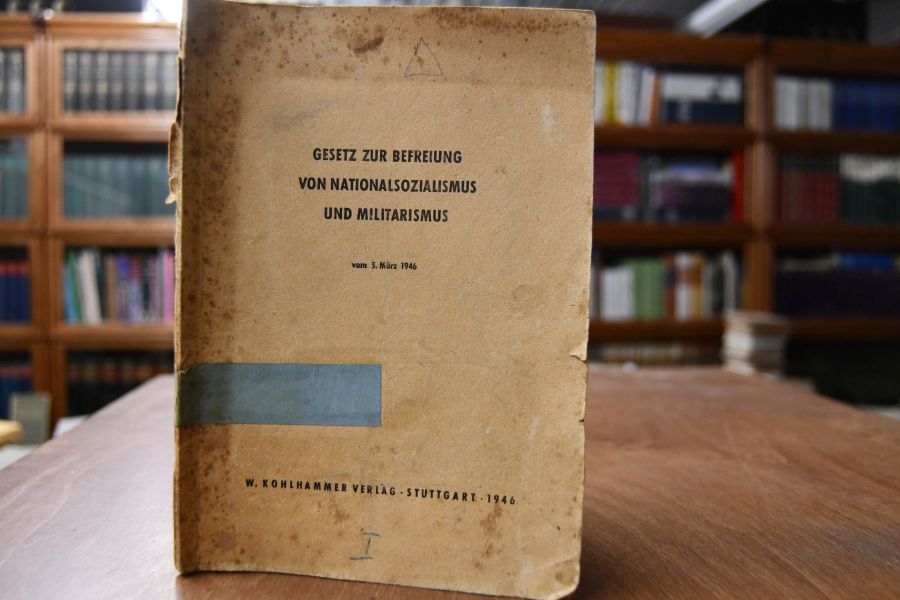 GESETZ ZUR BEFREIUNG
VON NATIONALSOZIALISMUS
UND MILITARISMUS
vom 5. März 1946
W. KOHLHAMMER VERLAG · STUTTGART · 1946
I